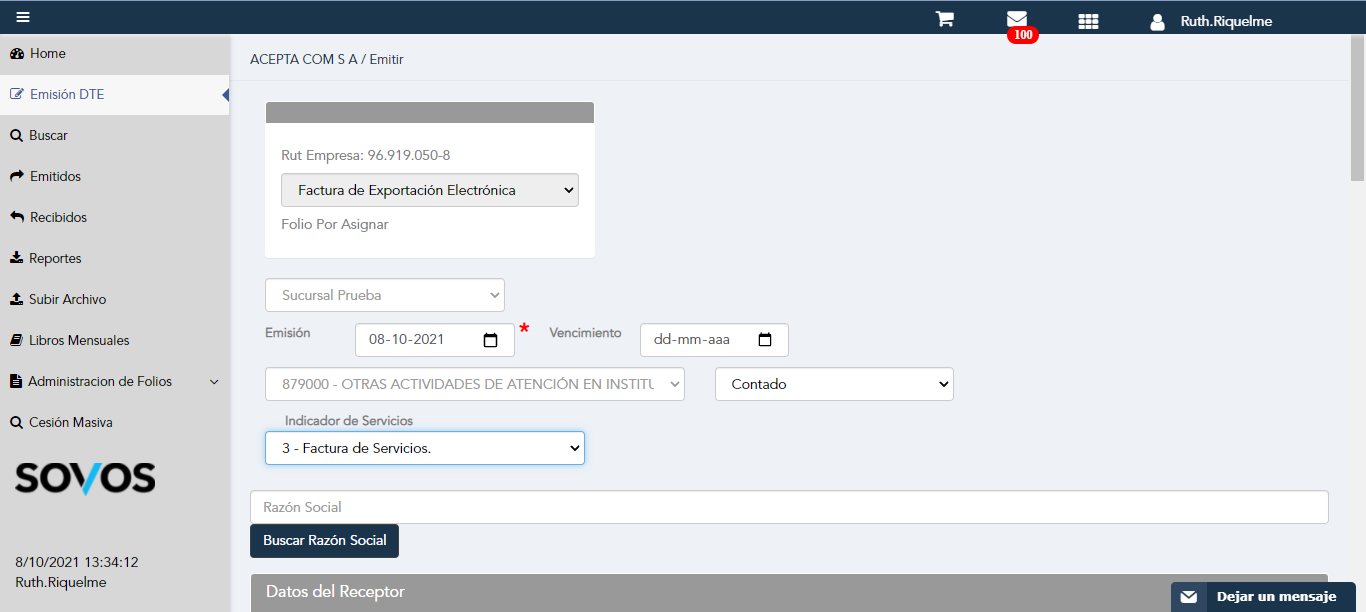 100
Ruth.Riquelme
Home
Emisión DTE
Buscar
Emitidos
Recibidos
Reportes
Subir Archivo
Libros Mensuales
Administracion de Folios
Cesión Masiva
SOVOS
8/10/2021 13:34:12
Ruth.Riquelme
ACEPTA COM S A / Emitir
Rut Empresa: 96.919.050-8
Factura de Exportación Electrónica
Folio Por Asignar
Sucursal Prueba
Emisión 08-10-2021 * Vencimiento dd-mm-aaa
879000 - OTRAS ACTIVIDADES DE ATENCIÓN EN INSTITU Contado
Indicador de Servicios
3 - Factura de Servicios.
Razón Social
Buscar Razón Social
Datos del Receptor
Dejar un mensaje